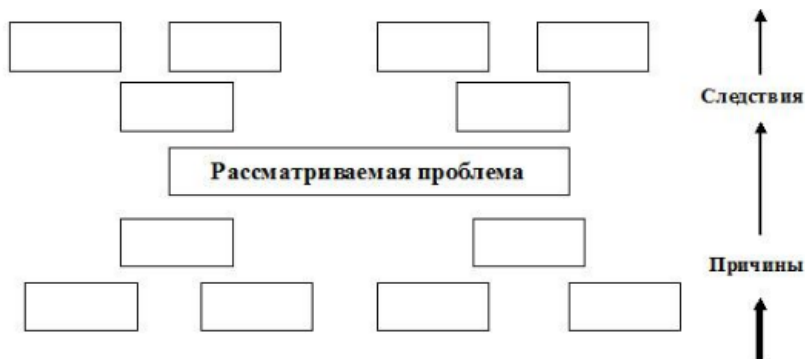 Следствия
Рассматриваемая проблема
Причины